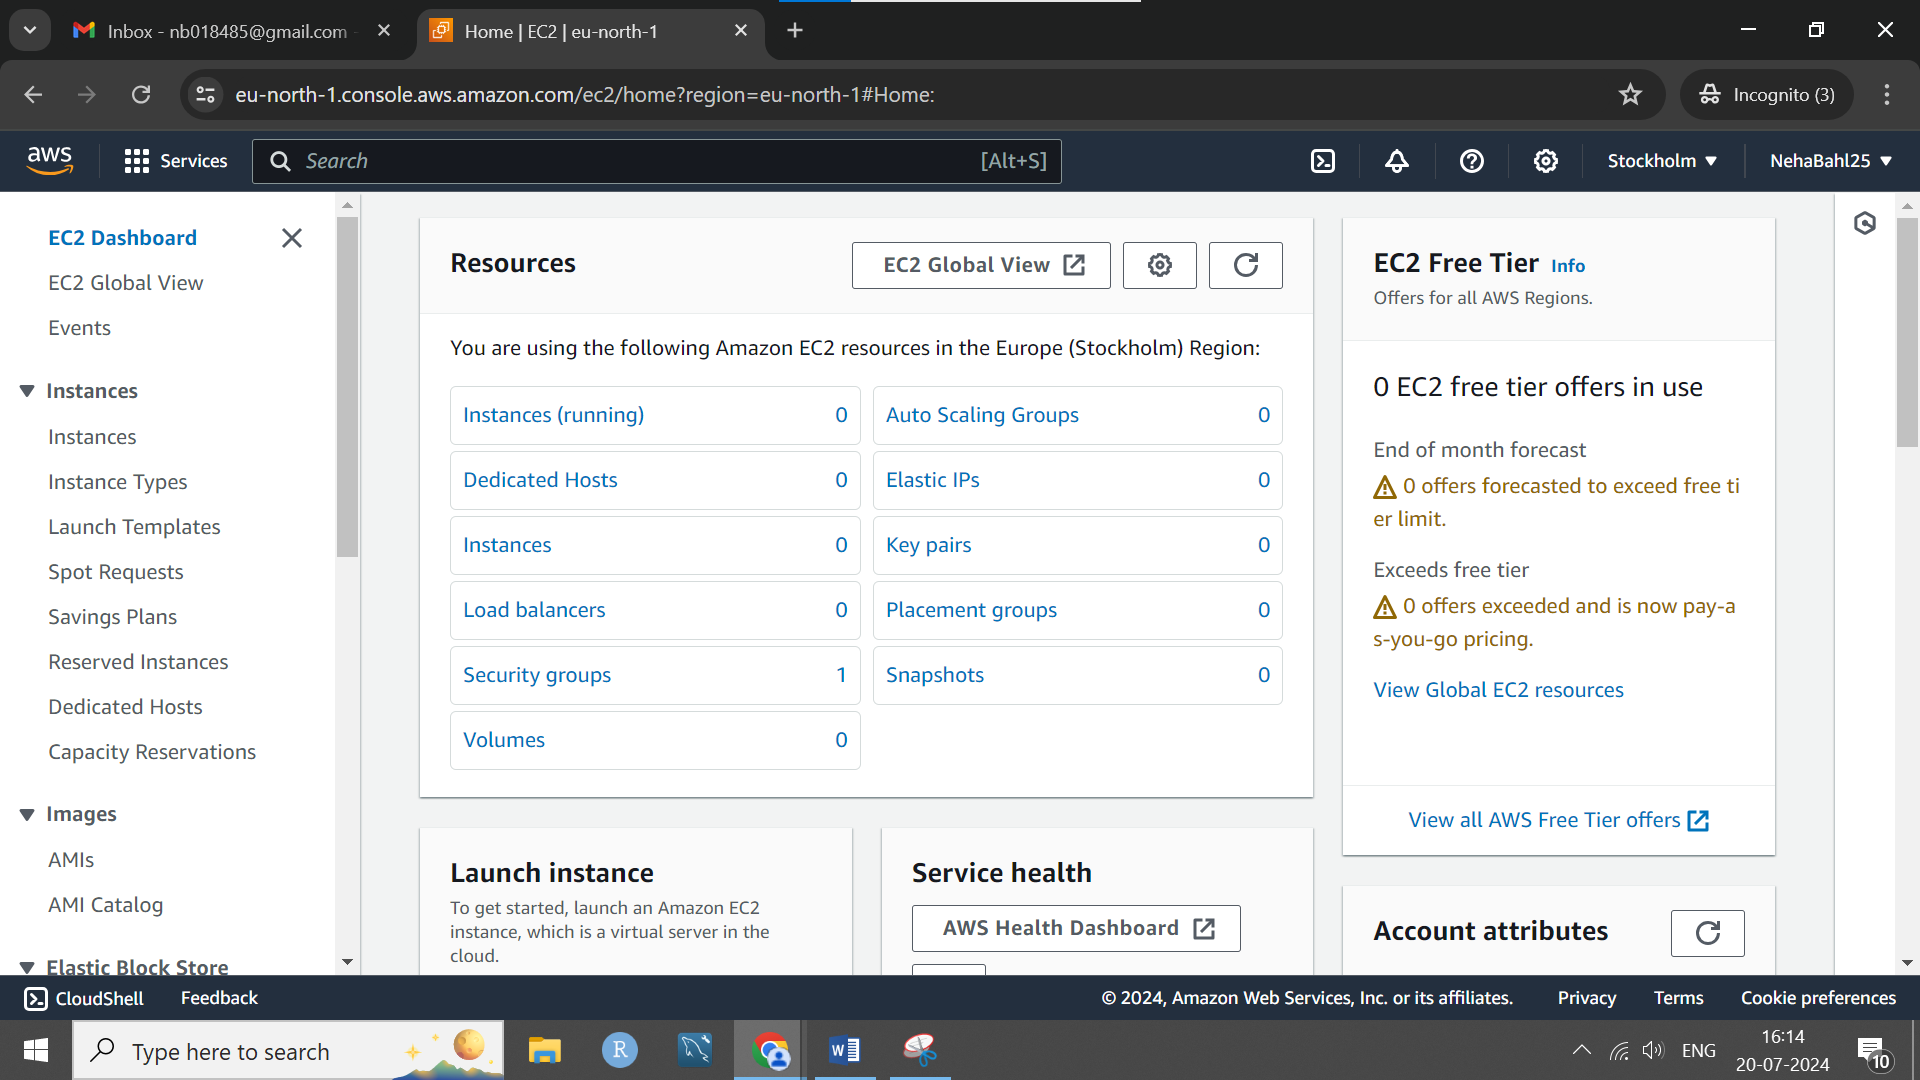 Inbox - nb018485@gmail.com -
Home | EC2 | eu-north-1
eu-north-1.console.aws.amazon.com/ec2/home?region=eu-north-1#Home:
Incognito (3)
aws
Services
Search
[Alt+S]
Stockholm
NehaBahl25
EC2 Dashboard
EC2 Global View
Events
Instances
Instances
Instance Types
Launch Templates
Spot Requests
Savings Plans
Reserved Instances
Dedicated Hosts
Capacity Reservations
Images
AMIs
AMI Catalog
Elastic Block Store
Resources
EC2 Global View
You are using the following Amazon EC2 resources in the Europe (Stockholm) Region:
Instances (running) 0
Auto Scaling Groups 0
Dedicated Hosts 0
Elastic IPs 0
Instances 0
Key pairs 0
Load balancers 0
Placement groups 0
Security groups 1
Snapshots 0
Volumes 0
Launch instance
To get started, launch an Amazon EC2
instance, which is a virtual server in the
cloud.
Service health
AWS Health Dashboard
EC2 Free Tier Info
Offers for all AWS Regions.
0 EC2 free tier offers in use
End of month forecast
0 offers forecasted to exceed free ti
er limit.
Exceeds free tier
0 offers exceeded and is now pay-a
s-you-go pricing.
View Global EC2 resources
View all AWS Free Tier offers
Account attributes
CloudShell
Feedback
© 2024, Amazon Web Services, Inc. or its affiliates.
Privacy
Terms
Cookie preferences
Type here to search
R
W
ENG
16:14
20-07-2024
10